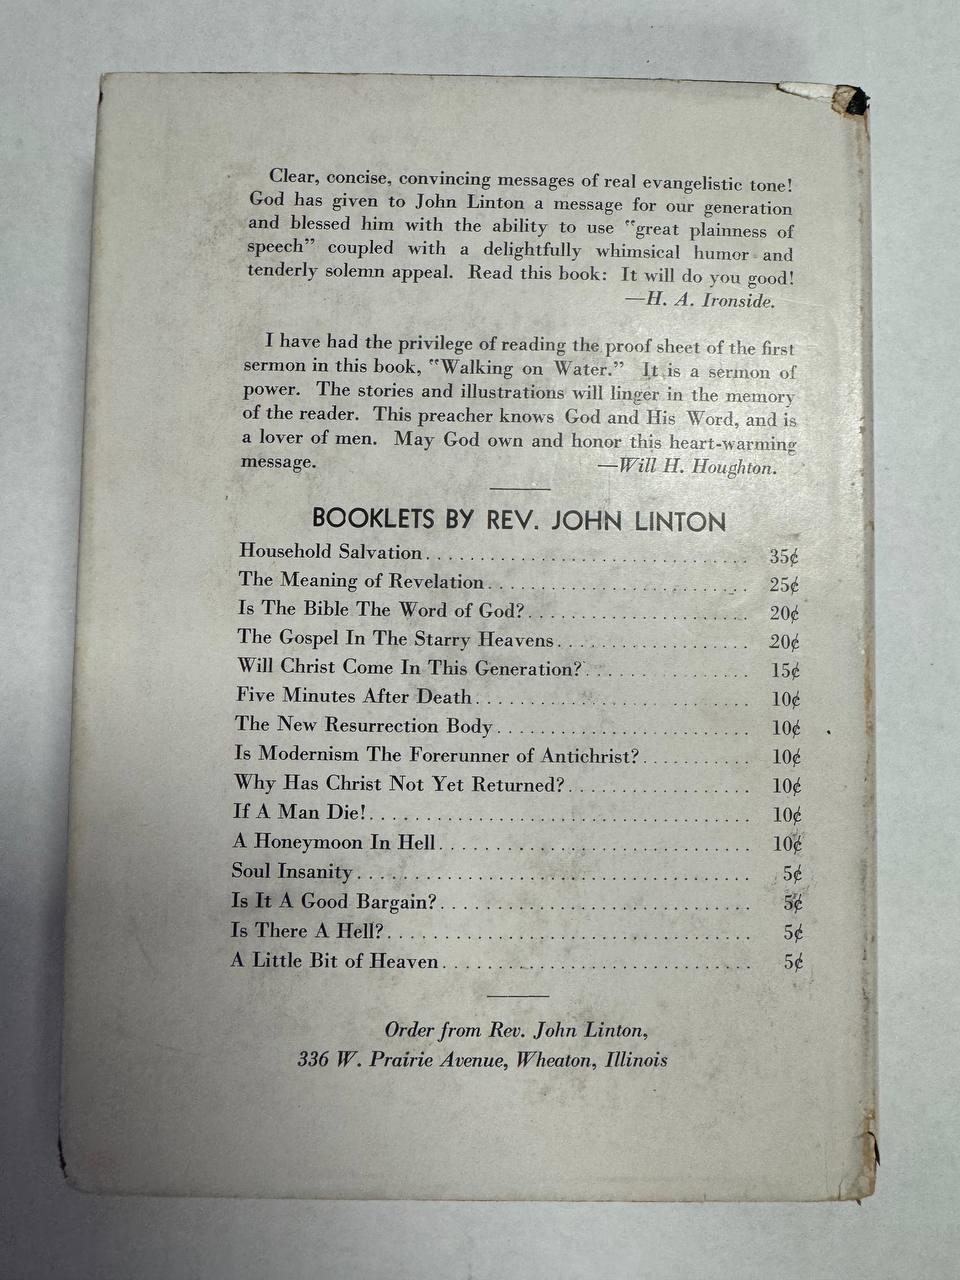 Clear, concise, convincing messages of real evangelistic tone!
God has given to John Linton a message for our generation
and blessed him with the ability to use "great plainness of
speech" coupled with a delightfully whimsical humor and
tenderly solemn appeal. Read this book: It will do you good!
—H. A. Ironside.
I have had the privilege of reading the proof sheet of the first
sermon in this book, "Walking on Water." It is a sermon of
power. The stories and illustrations will linger in the memory
of the reader. This preacher knows God and His Word, and is
a lover of men. May God own and honor this heart-warming
message. —Will H. Houghton.
BOOKLETS BY REV. JOHN LINTON
Household Salvation 35¢
The Meaning of Revelation 25¢
Is The Bible The Word of God? 20¢
The Gospel In The Starry Heavens 20¢
Will Christ Come In This Generation? 15¢
Five Minutes After Death 10¢
The New Resurrection Body 10¢
Is Modernism The Forerunner of Antichrist? 10¢
Why Has Christ Not Yet Returned? 10¢
If A Man Die! 10¢
A Honeymoon In Hell 10¢
Soul Insanity 5¢
Is It A Good Bargain? 5¢
Is There A Hell? 5¢
A Little Bit of Heaven 5¢
Order from Rev. John Linton,
336 W. Prairie Avenue, Wheaton, Illinois